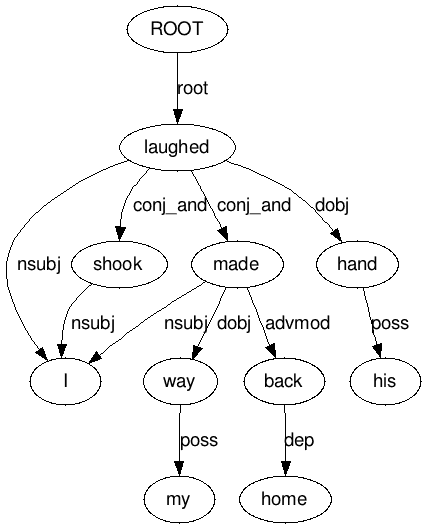 ROOT
root
laughed
conj_and conj_and dobj
nsubj shook made hand
nsubj nsubj dobj advmod poss
I way back his
poss dep
my home